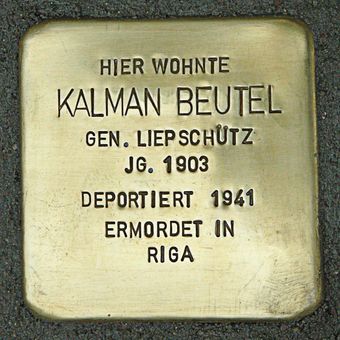 HIER WOHNTE
KALMAN BEUTEL
GEN. LIEPSCHÜTZ
JG. 1903
DEPORTIERT 1941
ERMORDET IN
RIGA